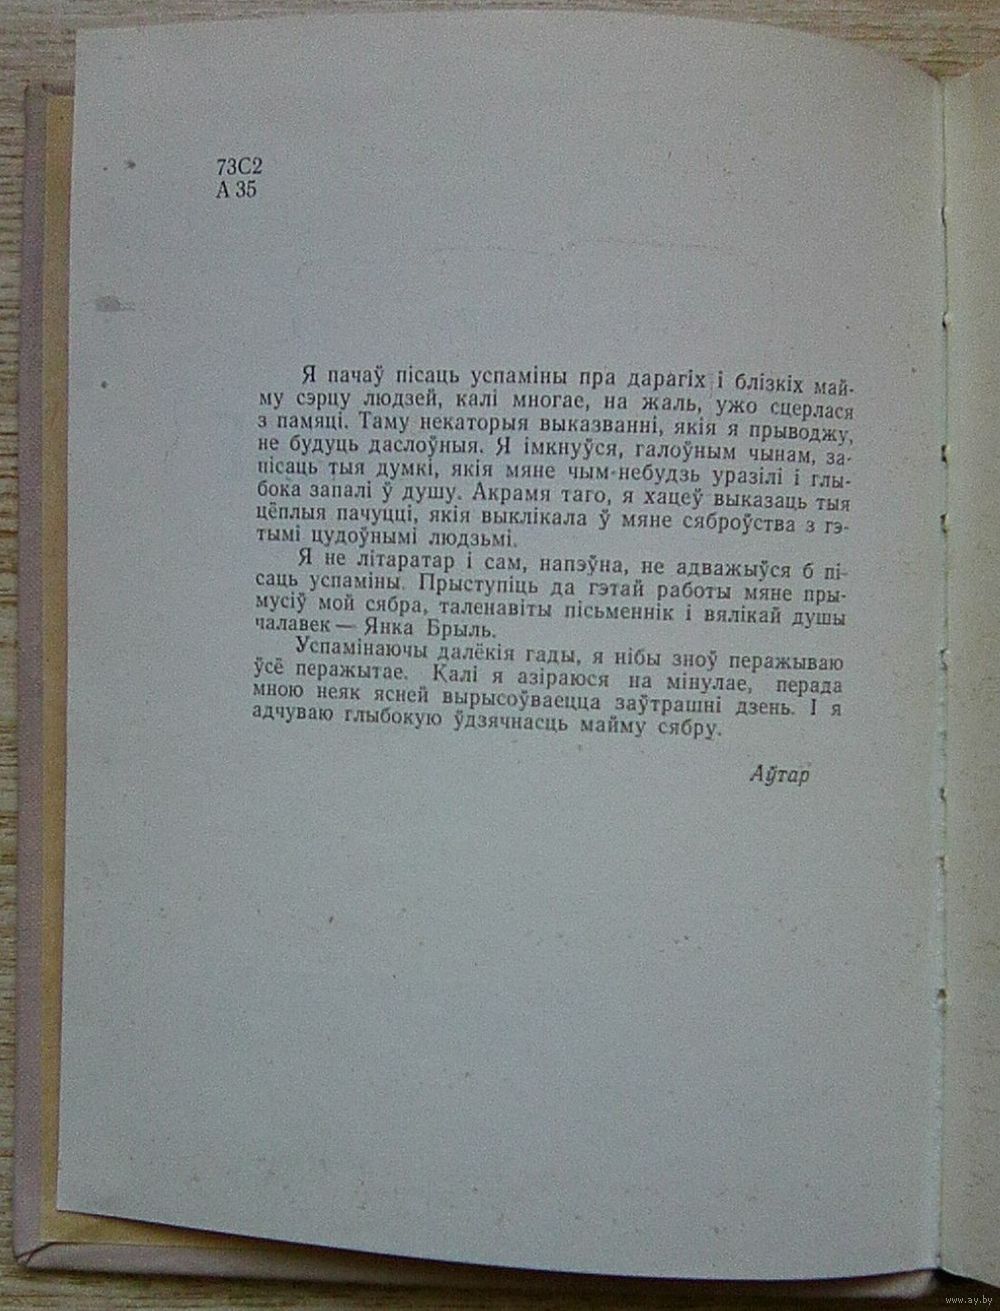 73С2
А 35
Я пачаў пісаць успаміны пра дарагіх і блізкіх май-
му сэрцу людзей, калі многае, на жаль, ужо сцерлася
з памяці. Таму некаторыя выказванні, якія я прыводжу,
не будуць даслоўныя. Я імкнуўся, галоўным чынам, за-
пісаць тыя думкі, якія мяне чым-небудзь уразілі і глы-
бока запалі ў душу. Акрамя таго, я хацеў выказаць тыя
цёплыя пачуцці, якія выклікала ў мяне сяброўства з гэ-
тымі цудоўнымі людзьмі.
Я не літаратар і сам, напэўна, не адважыўся б пі-
саць успаміны. Прыступіць да гэтай работы мяне пры-
мусіў мой сябра, таленавіты пісьменнік і вялікай душы
чалавек — Янка Брыль.
Успамінаючы далёкія гады, я нібы зноў перажываю
ўсё перажытае. Калі я азіраюся на мінулае, перада
мною неяк ясней вырысоўваецца заўтрашні дзень. І я
адчуваю глыбокую ўдзячнасць майму сябру.
Аўтар
www.ay.by